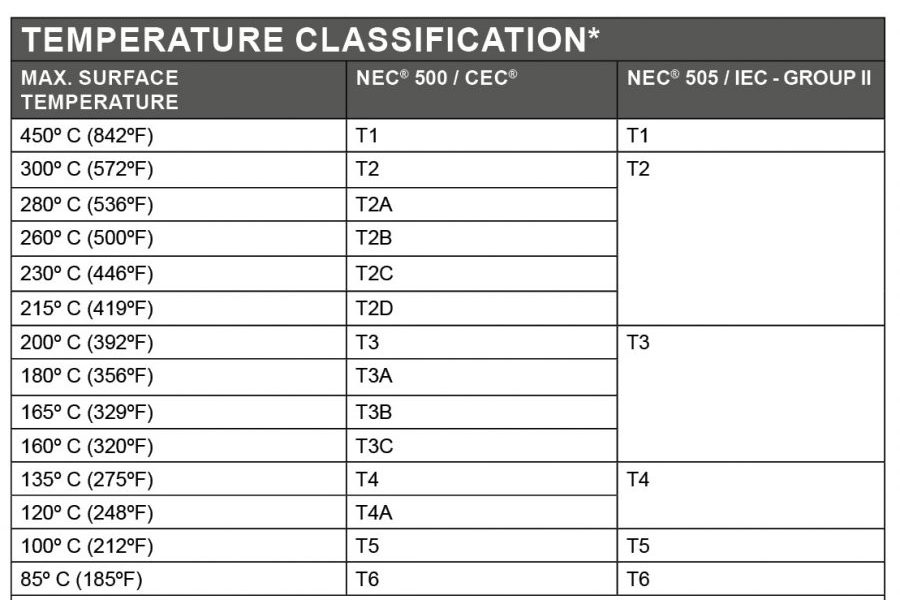 TEMPERATURE CLASSIFICATION*
MAX. SURFACE TEMPERATURE NEC® 500 / CEC® NEC® 505 / IEC - GROUP II
450º C (842ºF) T1 T1
300º C (572ºF) T2 T2
280º C (536ºF) T2A
260º C (500ºF) T2B
230º C (446ºF) T2C
215º C (419ºF) T2D
200º C (392ºF) T3 T3
180º C (356ºF) T3A
165º C (329ºF) T3B
160º C (320ºF) T3C
135º C (275ºF) T4 T4
120º C (248ºF) T4A
100º C (212ºF) T5 T5
85º C (185ºF) T6 T6